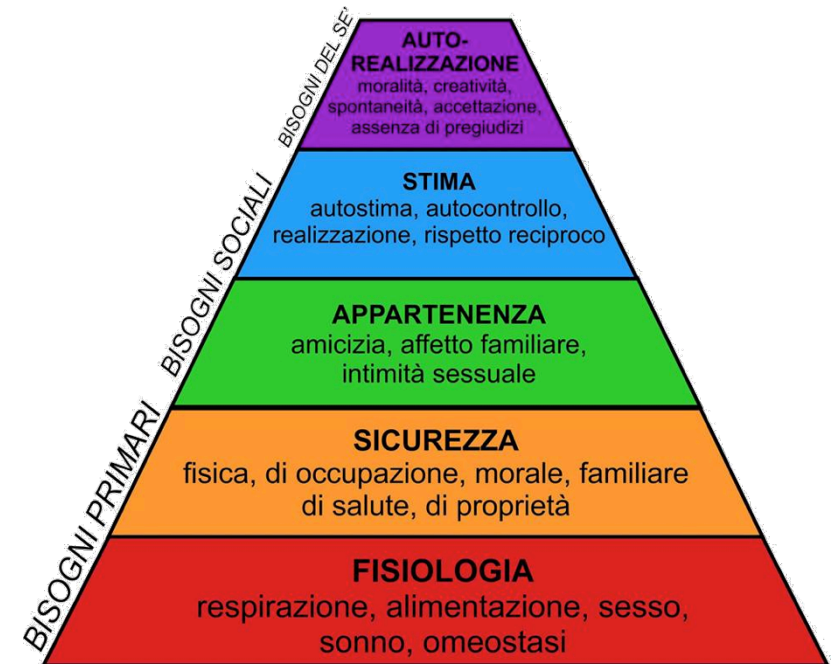 BISOGNI DEL SE'
AUTO-
REALIZZAZIONE
moralità, creatività,
spontaneità, accettazione,
assenza di pregiudizi
BISOGNI SOCIALI
STIMA
autostima, autocontrollo,
realizzazione, rispetto reciproco
APPARTENENZA
amicizia, affetto familiare,
intimità sessuale
BISOGNI PRIMARI
SICUREZZA
fisica, di occupazione, morale, familiare
di salute, di proprietà
FISIOLOGIA
respirazione, alimentazione, sesso,
sonno, omeostasi